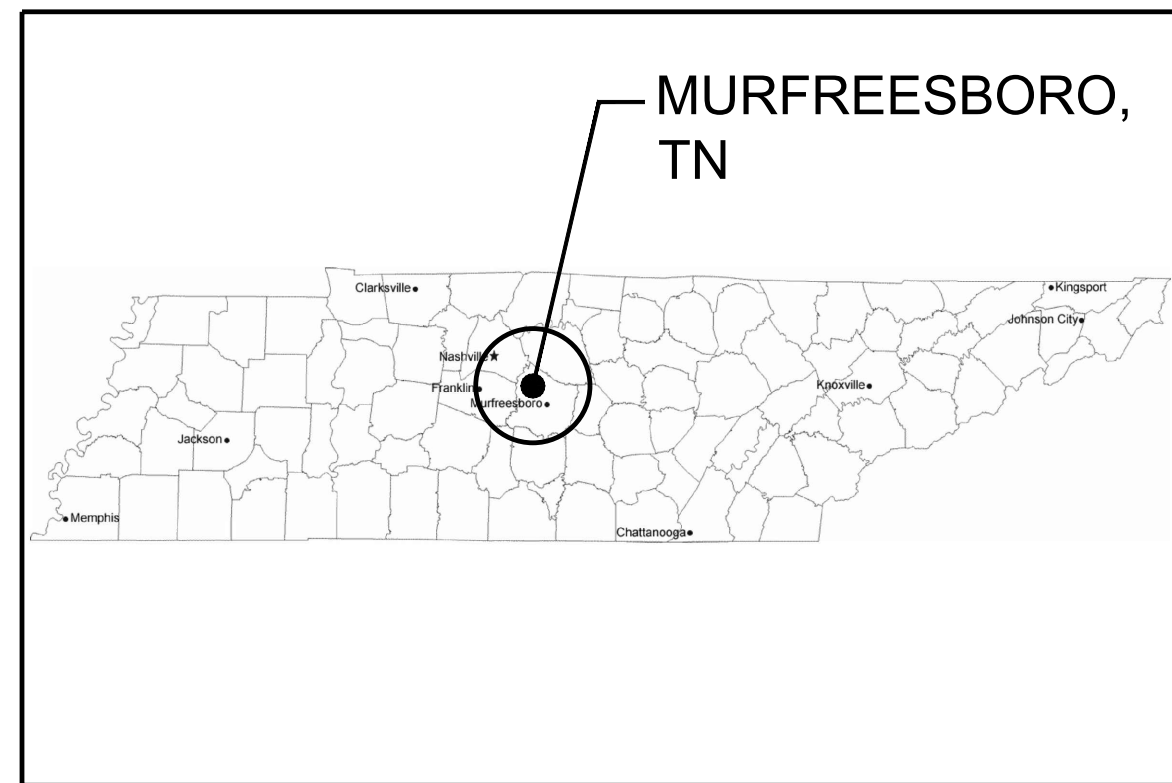 MURFREESBORO,
TN
Clarksville
Kingsport
Johnson City
Nashville
Franklin
Knoxville
Murfreesboro
Jackson
Memphis
Chattanooga